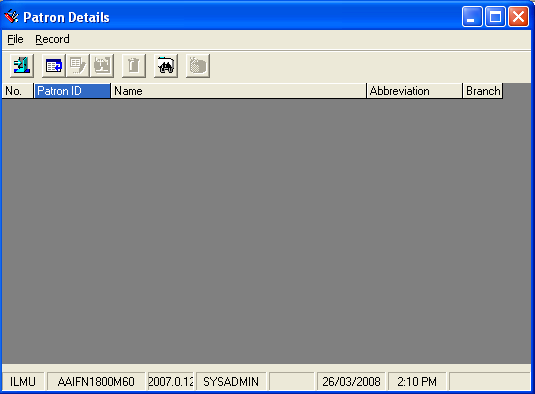 Patron Details
File Record
No. Patron ID Name Abbreviation Branch
ILMU AAIFN1800M60 2007.0.12 SYSADMIN 26/03/2008 2:10 PM